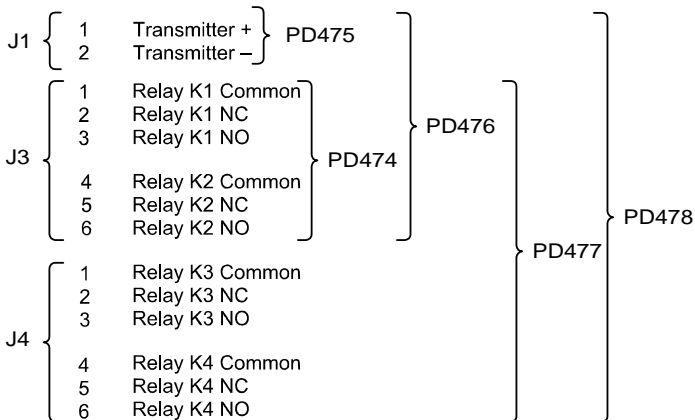 J1
1 Transmitter +
2 Transmitter –
PD475
J3
1 Relay K1 Common
2 Relay K1 NC
3 Relay K1 NO
4 Relay K2 Common
5 Relay K2 NC
6 Relay K2 NO
PD474
PD476
J4
1 Relay K3 Common
2 Relay K3 NC
3 Relay K3 NO
4 Relay K4 Common
5 Relay K4 NC
6 Relay K4 NO
PD477
PD478